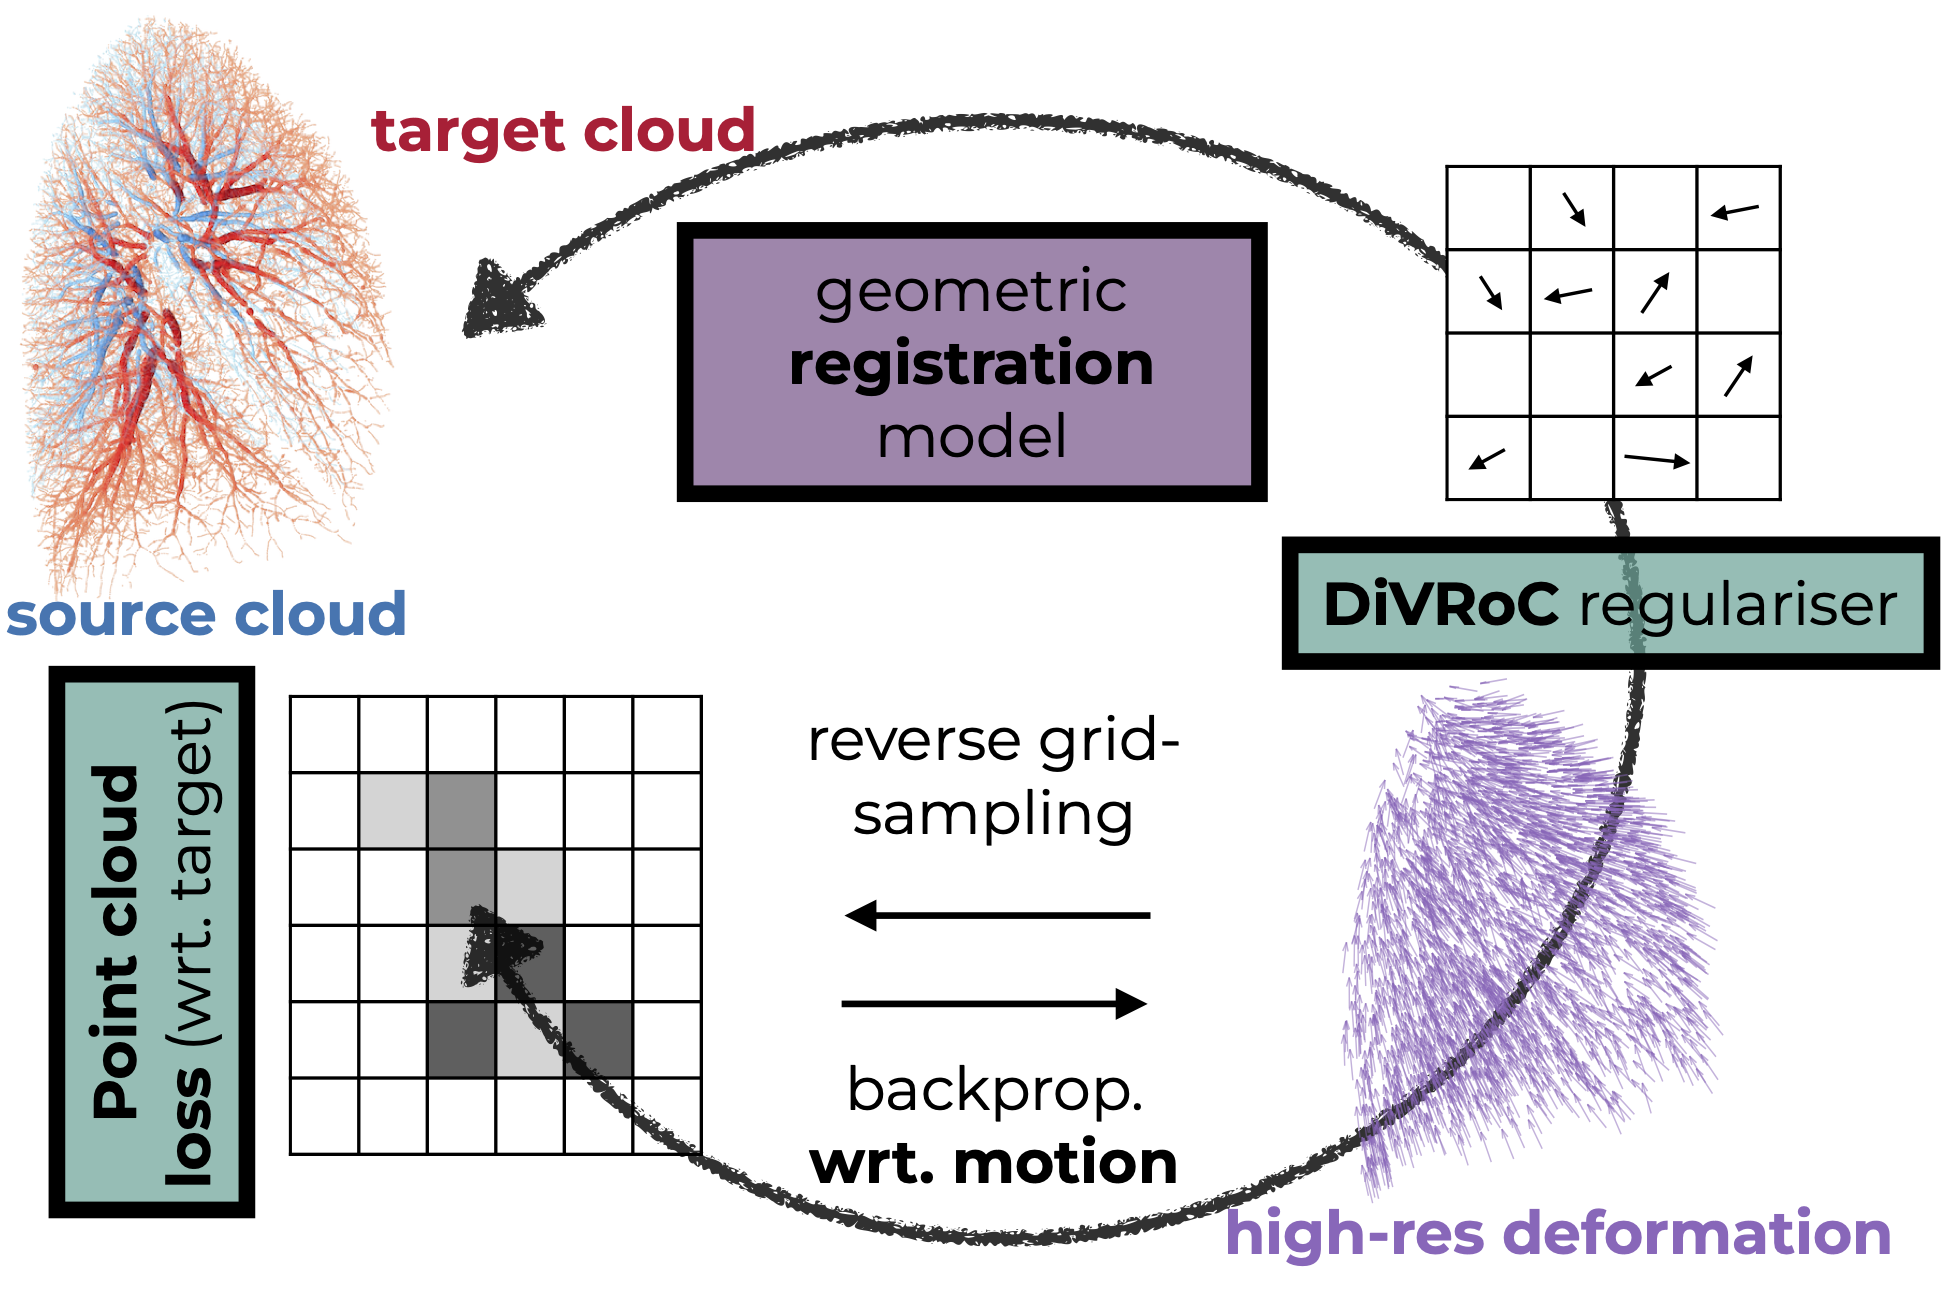 target cloud
geometric
registration
model
source cloud
DiVRoC regulariser
Point cloud
loss (wrt. target)
reverse grid-
sampling
backprop.
wrt. motion
high-res deformation